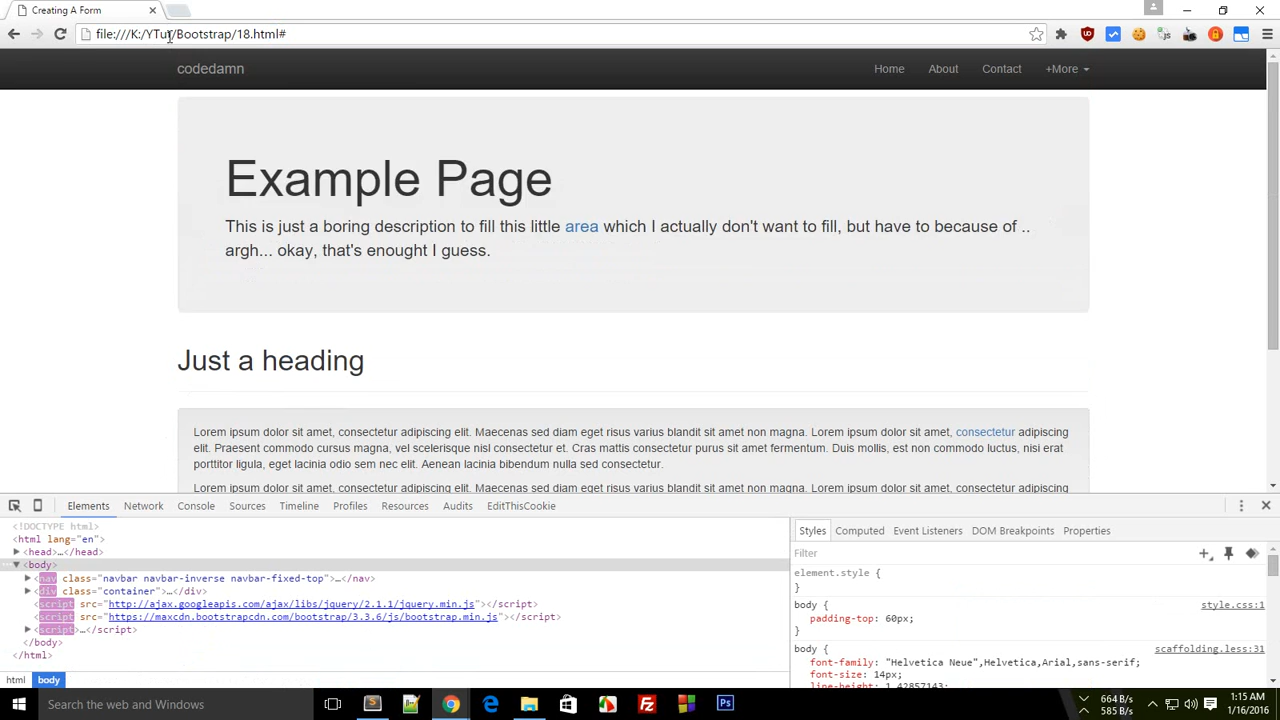 Creating A Form
file:///K:/YTut/Bootstrap/18.html#
codedamn Home About Contact +More
Example Page
This is just a boring description to fill this little area which I actually don't want to fill, but have to because of ..
argh... okay, that's enought I guess.
Just a heading
Lorem ipsum dolor sit amet, consectetur adipiscing elit. Maecenas sed diam eget risus varius blandit sit amet non magna. Lorem ipsum dolor sit amet, consectetur adipiscing
elit. Praesent commodo cursus magna, vel scelerisque nisl consectetur et. Cras mattis consectetur purus sit amet fermentum. Duis mollis, est non commodo luctus, nisi erat
porttitor ligula, eget lacinia odio sem nec elit. Aenean lacinia bibendum nulla sed consectetur.
Lorem ipsum dolor sit amet, consectetur adipiscing elit. Maecenas sed diam eget risus varius blandit sit amet non magna. Lorem ipsum dolor sit amet, consectetur adipiscing
Elements Network Console Sources Timeline Profiles Resources Audits EditThisCookie
<!DOCTYPE html>
<html lang="en">
<head>…</head>
<body>
<nav class="navbar navbar-inverse navbar-fixed-top">…</nav>
<div class="container">…</div>
<script src="http://ajax.googleapis.com/ajax/libs/jquery/2.1.1/jquery.min.js"></script>
<script src="https://maxcdn.bootstrapcdn.com/bootstrap/3.3.6/js/bootstrap.min.js"></script>
<script>…</script>
</body>
</html>
html body
Styles Computed Event Listeners DOM Breakpoints Properties
Filter
element.style {
}
body { style.css:1
padding-top: 60px;
}
body { scaffolding.less:31
font-family: "Helvetica Neue",Helvetica,Arial,sans-serif;
font-size: 14px;
line-height: 1.42857143;
Search the web and Windows
664 B/s
585 B/s
1:15 AM
1/16/2016